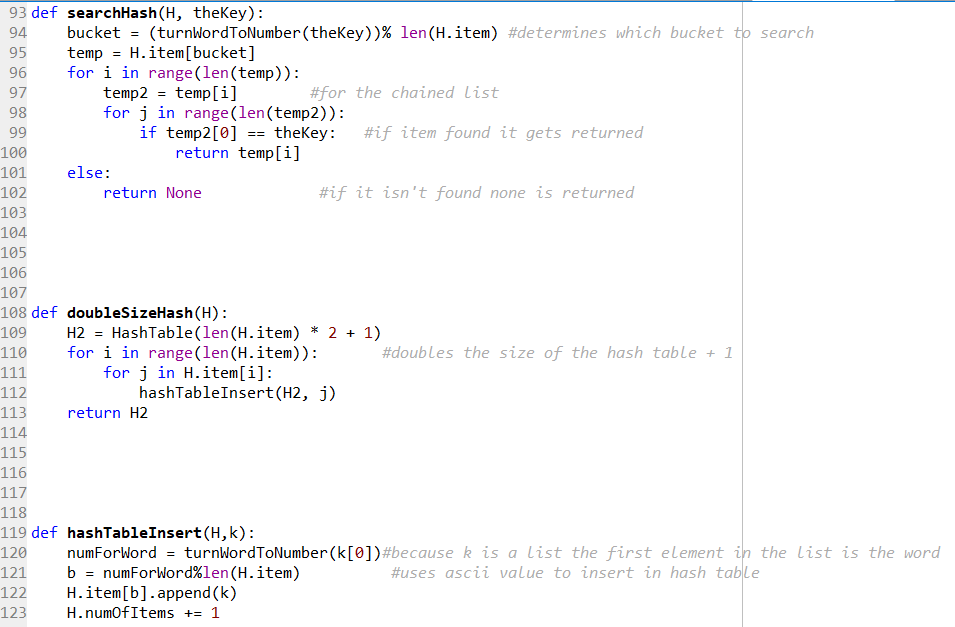 93 def searchHash(H, theKey):
94     bucket = (turnWordToNumber(theKey))% len(H.item) #determines which bucket to search
95     temp = H.item[bucket]
96     for i in range(len(temp)):
97         temp2 = temp[i]        #for the chained list
98         for j in range(len(temp2)):
99             if temp2[0] == theKey:   #if item found it gets returned
100                 return temp[i]
101     else:
102         return None             #if it isn't found none is returned
103
104
105
106
107
108 def doubleSizeHash(H):
109     H2 = HashTable(len(H.item) * 2 + 1)
110     for i in range(len(H.item)):       #doubles the size of the hash table + 1
111         for j in H.item[i]:
112             hashTableInsert(H2, j)
113     return H2
114
115
116
117
118
119 def hashTableInsert(H,k):
120     numForWord = turnWordToNumber(k[0])#because k is a list the first element in the list is the word
121     b = numForWord%len(H.item)          #uses ascii value to insert in hash table
122     H.item[b].append(k)
123     H.numOfItems += 1